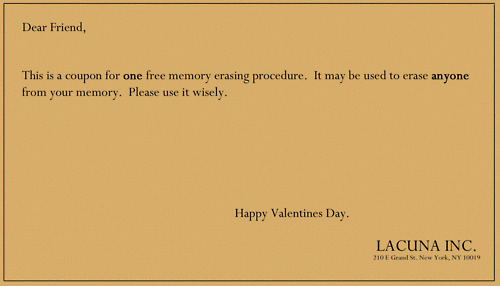 Dear Friend,
This is a coupon for one free memory erasing procedure. It may be used to erase anyone
from your memory. Please use it wisely.
Happy Valentines Day.
LACUNA INC.
210 E Grand St. New York, NY 10019